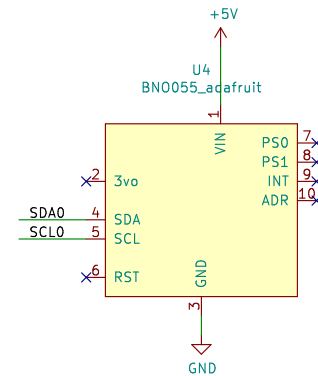 +5V
U4
BNO055_adafruit
1
VIN
PS0 7
PS1 8
2 3vo
INT 9
ADR 10
SDA0 4 SDA
SCL0 5 SCL
6 RST
GND
3
GND